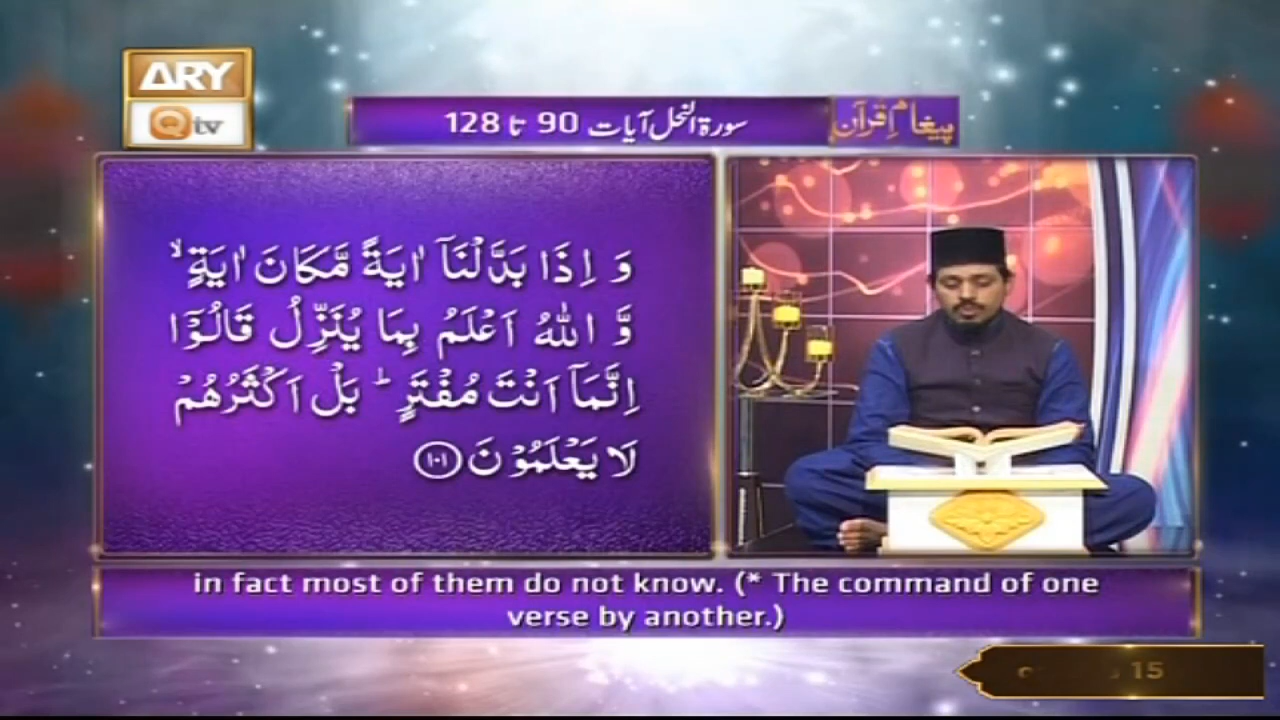 ARY
Qtv
سورۃ النحل آیات 90 تا 128
پیغامِ قرآن
وَ اِذَا بَدَّلْنَاۤ اٰیَةً مَّكَانَ اٰیَةٍۙ
وَّ اللّٰهُ اَعْلَمُ بِمَا یُنَزِّلُ قَالُوْۤا
اِنَّمَاۤ اَنْتَ مُفْتَرٍؕ بَلْ اَكْثَرُهُمْ
لَا یَعْلَمُوْنَ ۝۱۰۱
in fact most of them do not know. (* The command of one
verse by another.)
15